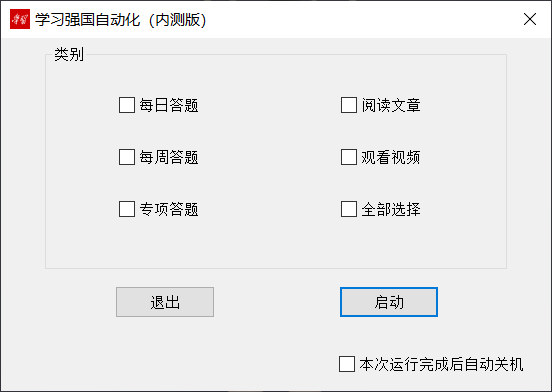 学习强国自动化（内测版）
类别
每日答题
阅读文章
每周答题
观看视频
专项答题
全部选择
退出
启动
本次运行完成后自动关机